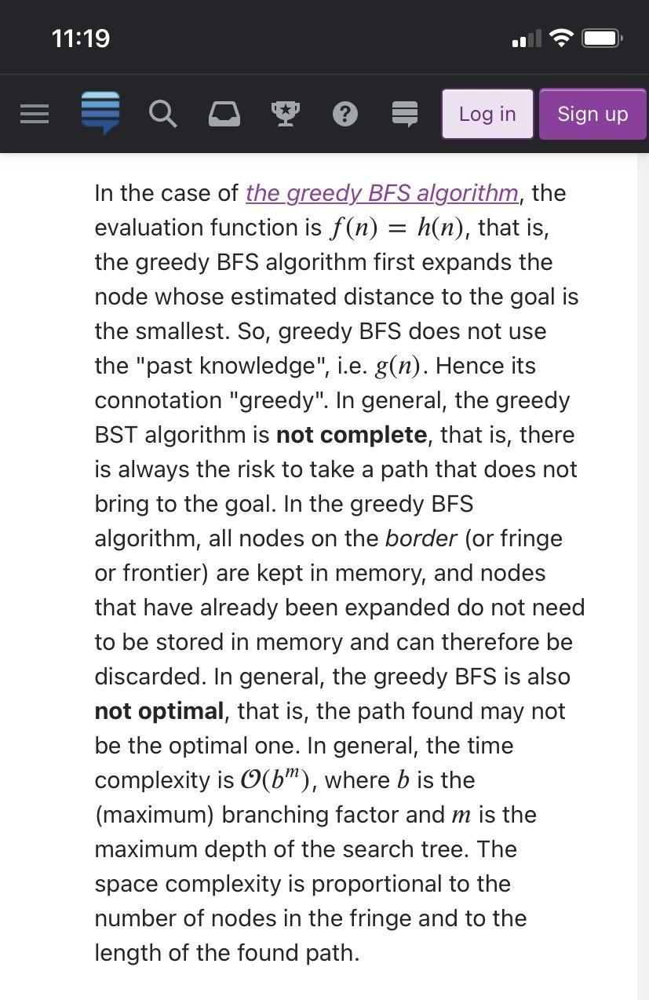 11:19
Log in
Sign up
In the case of the greedy BFS algorithm, the
evaluation function is f(n) = h(n), that is,
the greedy BFS algorithm first expands the
node whose estimated distance to the goal is
the smallest. So, greedy BFS does not use
the "past knowledge", i.e. g(n). Hence its
connotation "greedy". In general, the greedy
BST algorithm is not complete, that is, there
is always the risk to take a path that does not
bring to the goal. In the greedy BFS
algorithm, all nodes on the border (or fringe
or frontier) are kept in memory, and nodes
that have already been expanded do not need
to be stored in memory and can therefore be
discarded. In general, the greedy BFS is also
not optimal, that is, the path found may not
be the optimal one. In general, the time
complexity is 𝒪(bᵐ), where b is the
(maximum) branching factor and m is the
maximum depth of the search tree. The
space complexity is proportional to the
number of nodes in the fringe and to the
length of the found path.